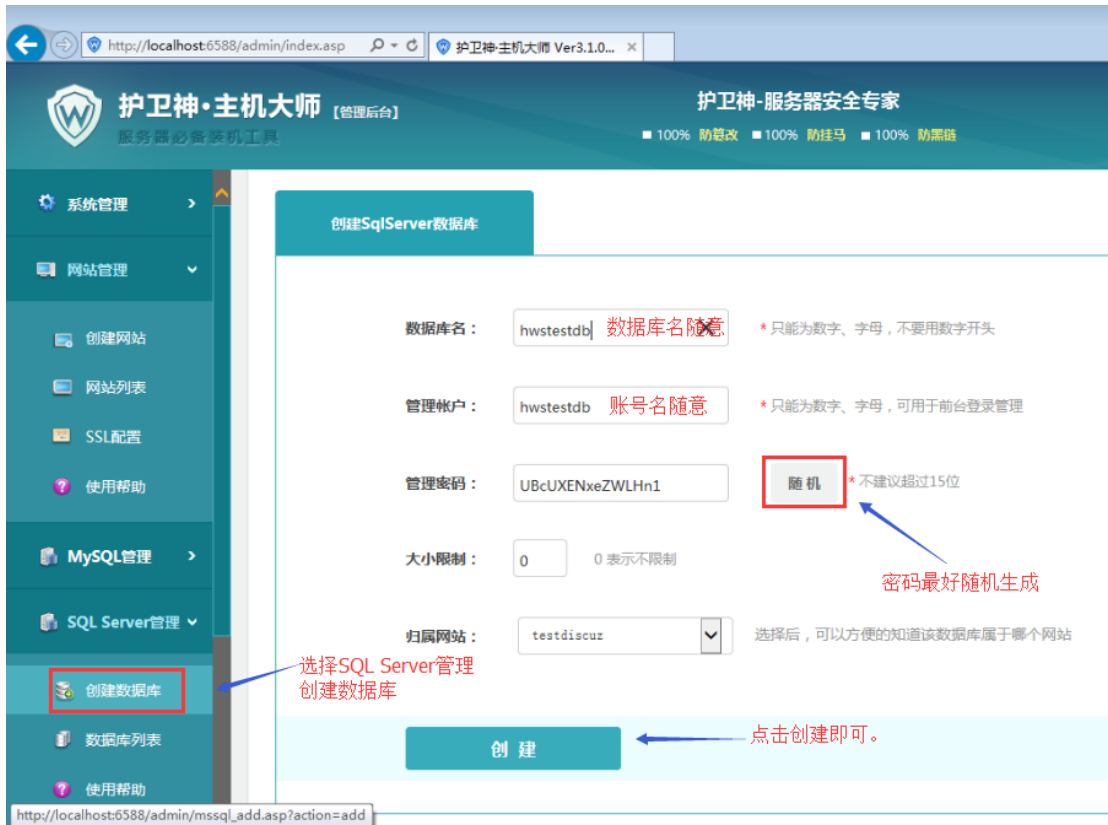 http://localhost:6588/admin/index.asp
护卫神·主机大师 Ver3.1.0...
护卫神·主机大师 【管理后台】
服务器必备装机工具
护卫神-服务器安全专家
100% 防篡改 100% 防挂马 100% 防黑链
系统管理
网站管理
创建网站
网站列表
SSL配置
使用帮助
MySQL管理
SQL Server管理
创建数据库
数据库列表
使用帮助
创建SqlServer数据库
数据库名： hwstestdb 数据库名随意 * 只能为数字、字母，不要用数字开头
管理帐户： hwstestdb 账号名随意 * 只能为数字、字母，可用于前台登录管理
管理密码： UBcUXENxeZWLHn1 随机 * 不建议超过15位
密码最好随机生成
大小限制： 0 0 表示不限制
归属网站： testdiscuz 选择后，可以方便的知道该数据库属于哪个网站
选择SQL Server管理
创建数据库
创建 点击创建即可。
http://localhost:6588/admin/mssql_add.asp?action=add